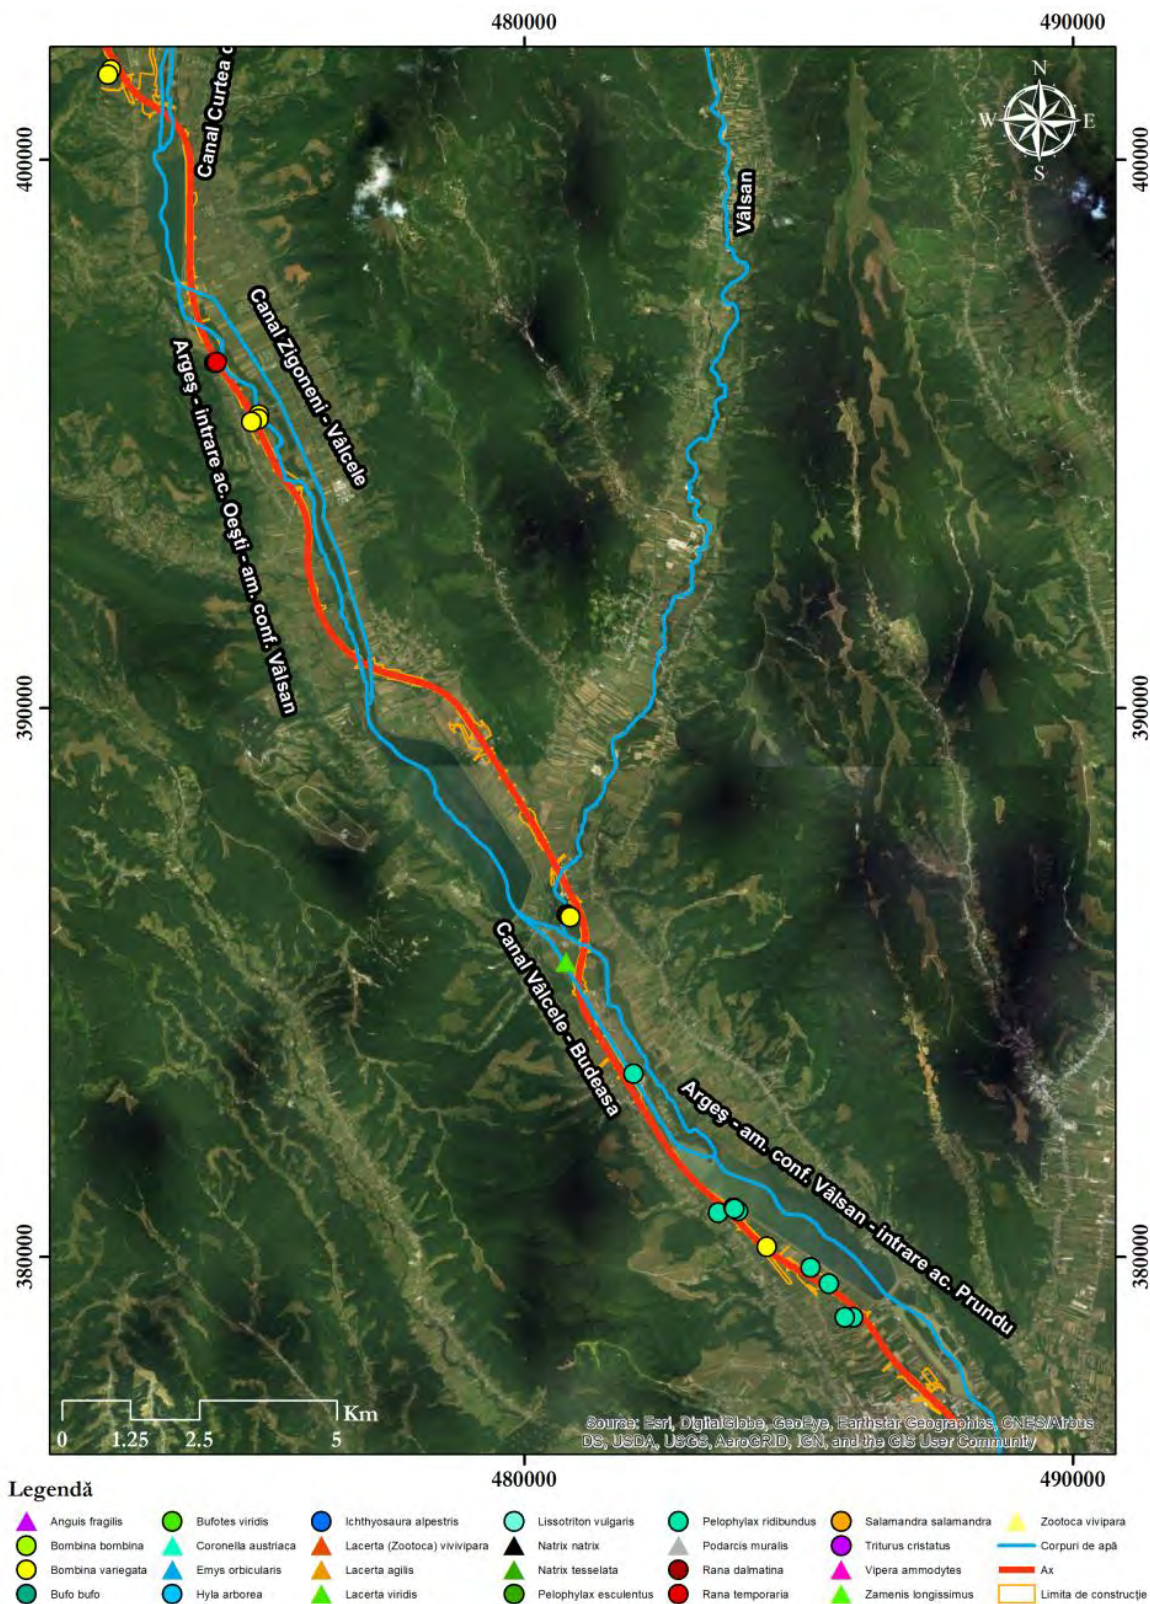 480000
490000
Canal Curtea d
N
W
E
S
400000
400000
Vâlsan
Canal Zigoneni - Vâlcele
Argeş - intrare ac. Oeşti - am. conf. Vâlsan
390000
390000
Canal Vâlcele - Budeasa
Argeş - am. conf. Vâlsan - intrare ac. Prundu
380000
380000
Km
0 1.25 2.5 5
Source: Esri, DigitalGlobe, GeoEye, Earthstar Geographics, CNES/Airbus
DS, USDA, USGS, AeroGRID, IGN, and the GIS User Community
480000
490000
Legendă
Anguis fragilis
Bufotes viridis
Ichthyosaura alpestris
Lissotriton vulgaris
Pelophylax ridibundus
Salamandra salamandra
Zootoca vivipara
Bombina bombina
Coronella austriaca
Lacerta (Zootoca) vivivipara
Natrix natrix
Podarcis muralis
Triturus cristatus
Corpuri de apă
Bombina variegata
Emys orbicularis
Lacerta agilis
Natrix tesselata
Rana dalmatina
Vipera ammodytes
Ax
Bufo bufo
Hyla arborea
Lacerta viridis
Pelophylax esculentus
Rana temporaria
Zamenis longissimus
Limita de construcţie